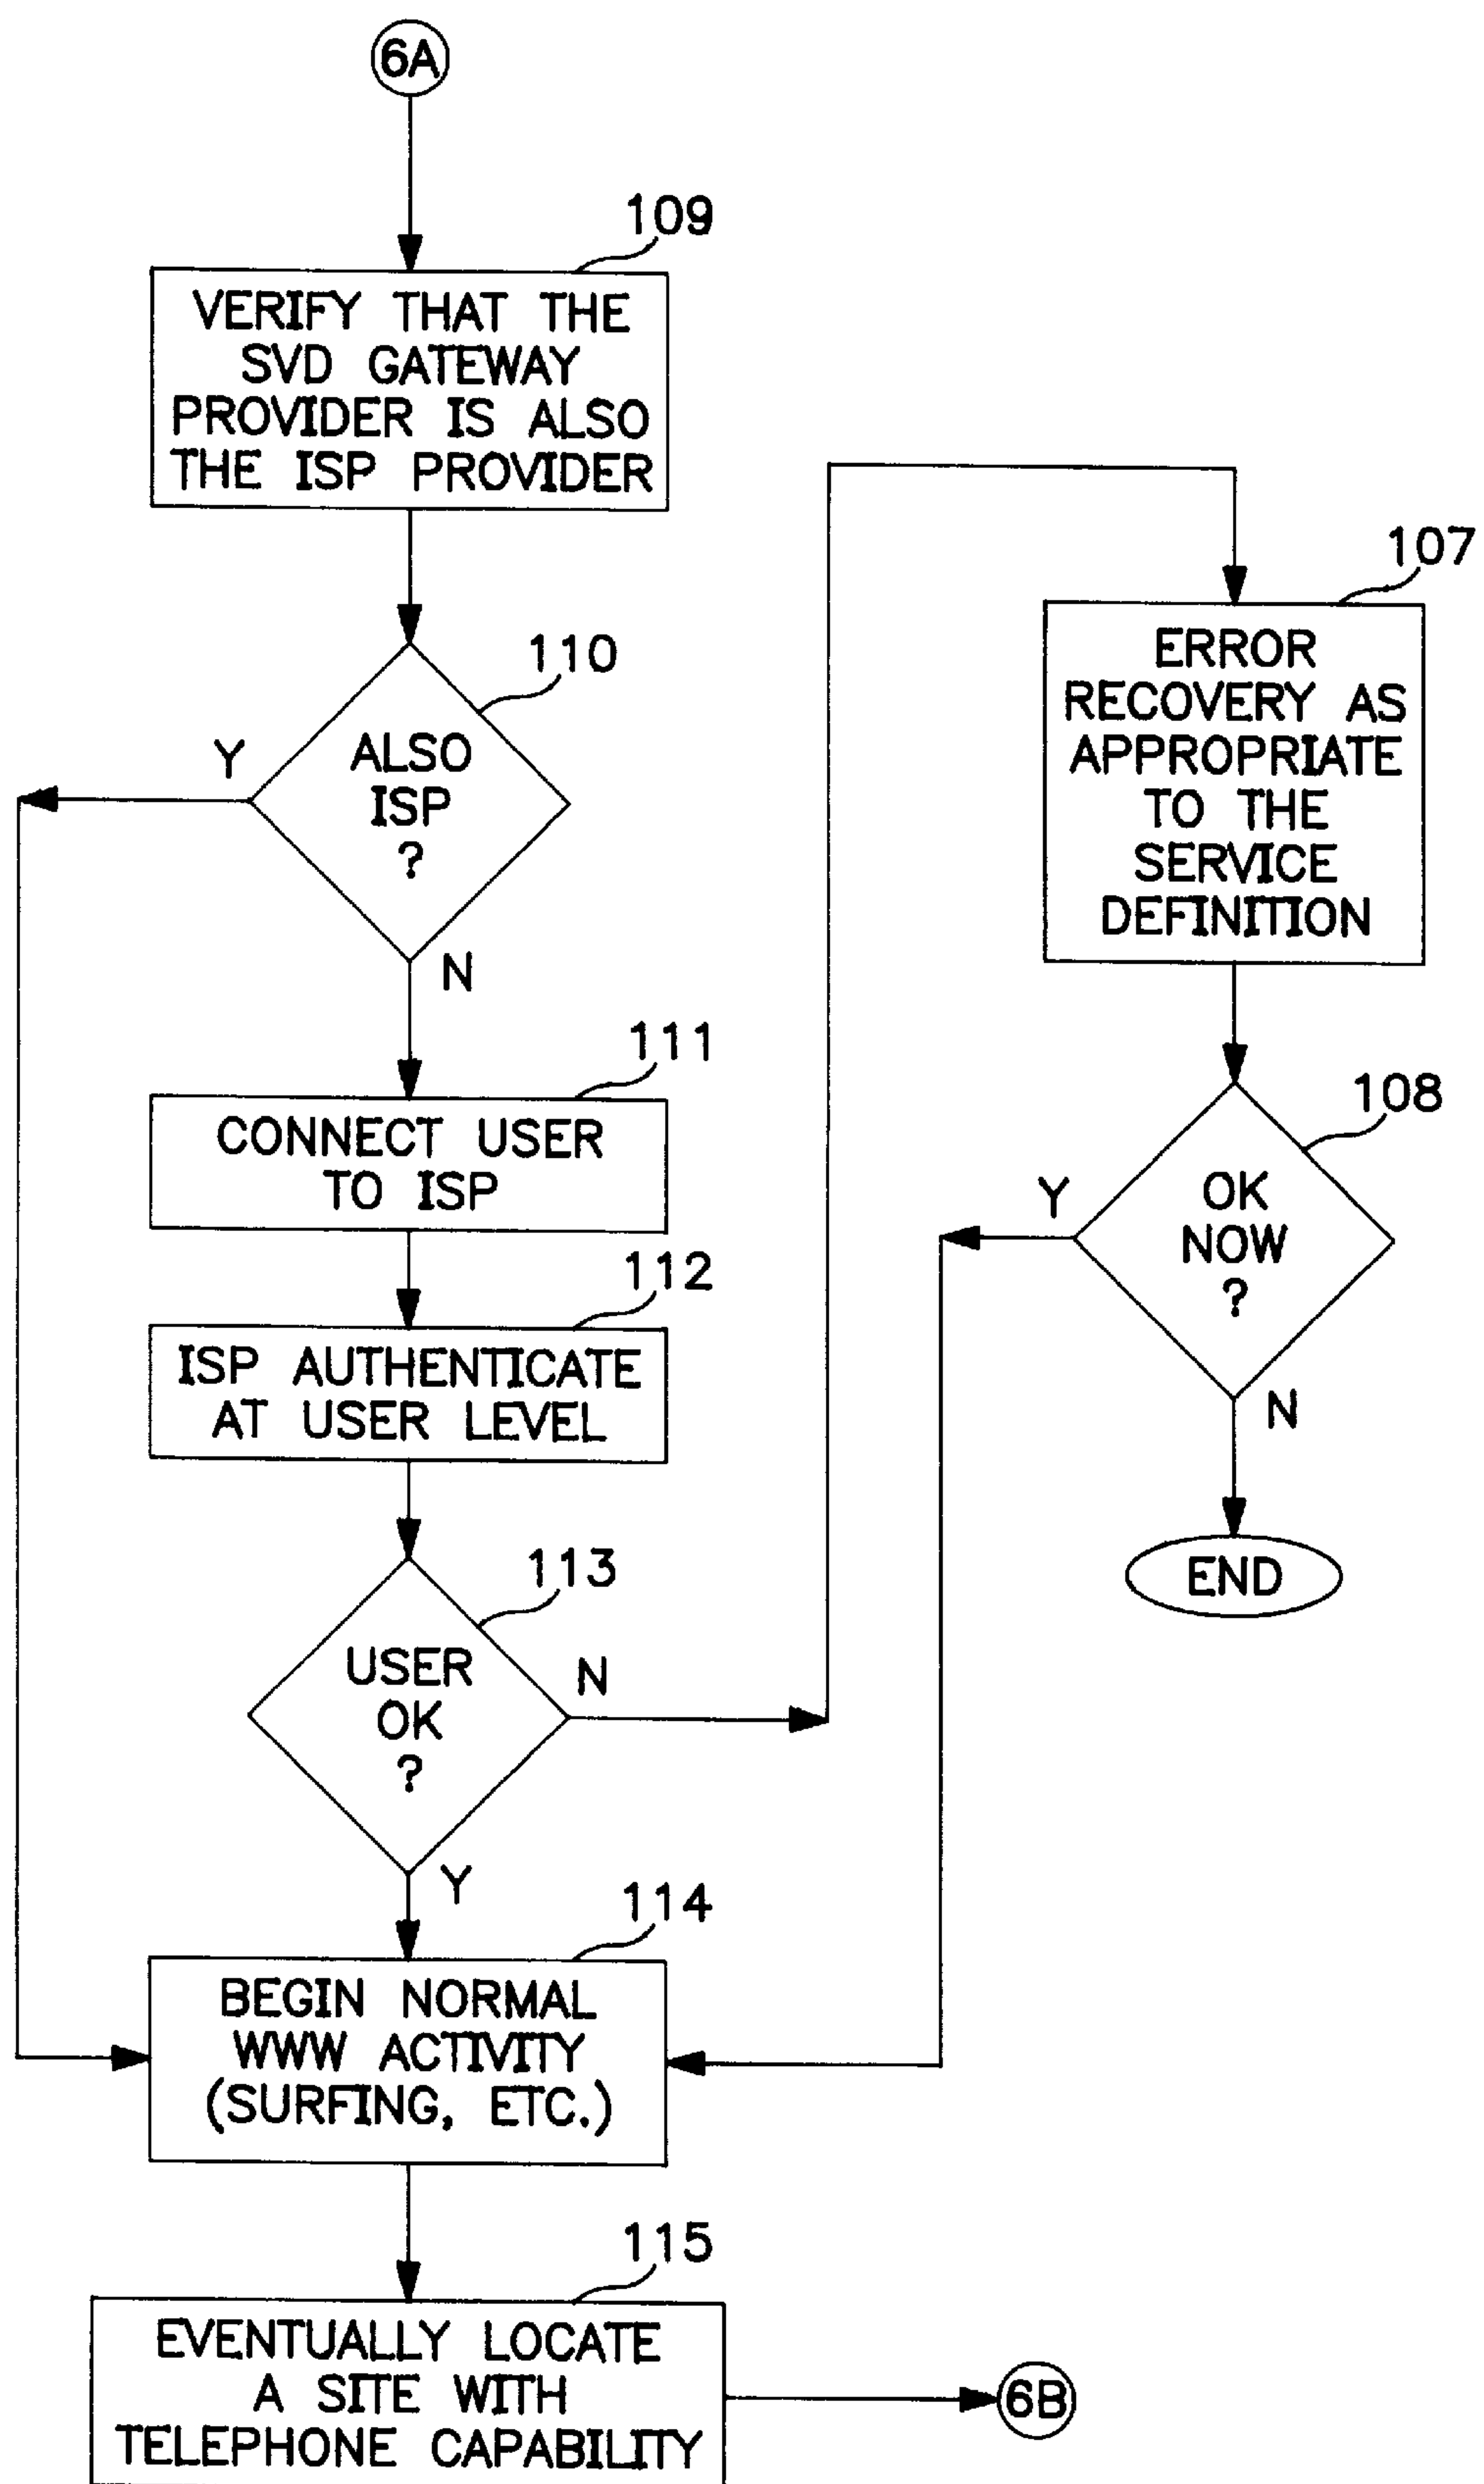 6A
109
VERIFY THAT THE
SVD GATEWAY
PROVIDER IS ALSO
THE ISP PROVIDER
110
ALSO
ISP
?
Y
N
111
CONNECT USER
TO ISP
112
ISP AUTHENTICATE
AT USER LEVEL
113
USER
OK
?
N
Y
107
ERROR
RECOVERY AS
APPROPRIATE
TO THE
SERVICE
DEFINITION
108
OK
NOW
?
Y
N
END
114
BEGIN NORMAL
WWW ACTIVITY
(SURFING, ETC.)
115
EVENTUALLY LOCATE
A SITE WITH
TELEPHONE CAPABILITY
6B